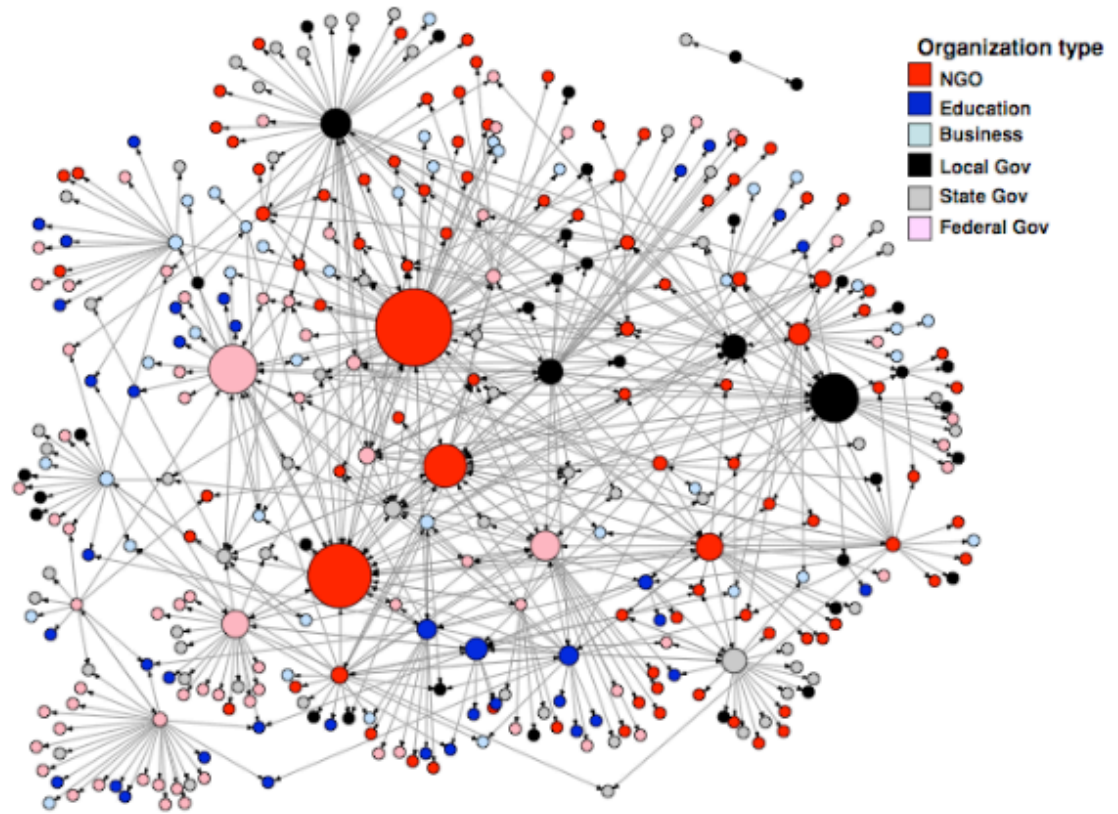 Organization type
NGO
Education
Business
Local Gov
State Gov
Federal Gov